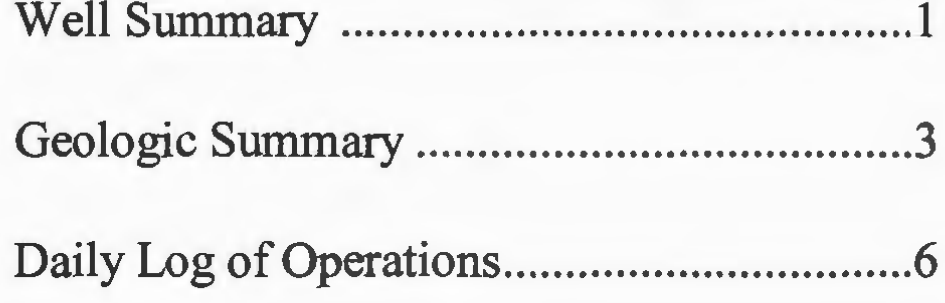 Well Summary ..............................................1
Geologic Summary ........................................3
Daily Log of Operations.................................6